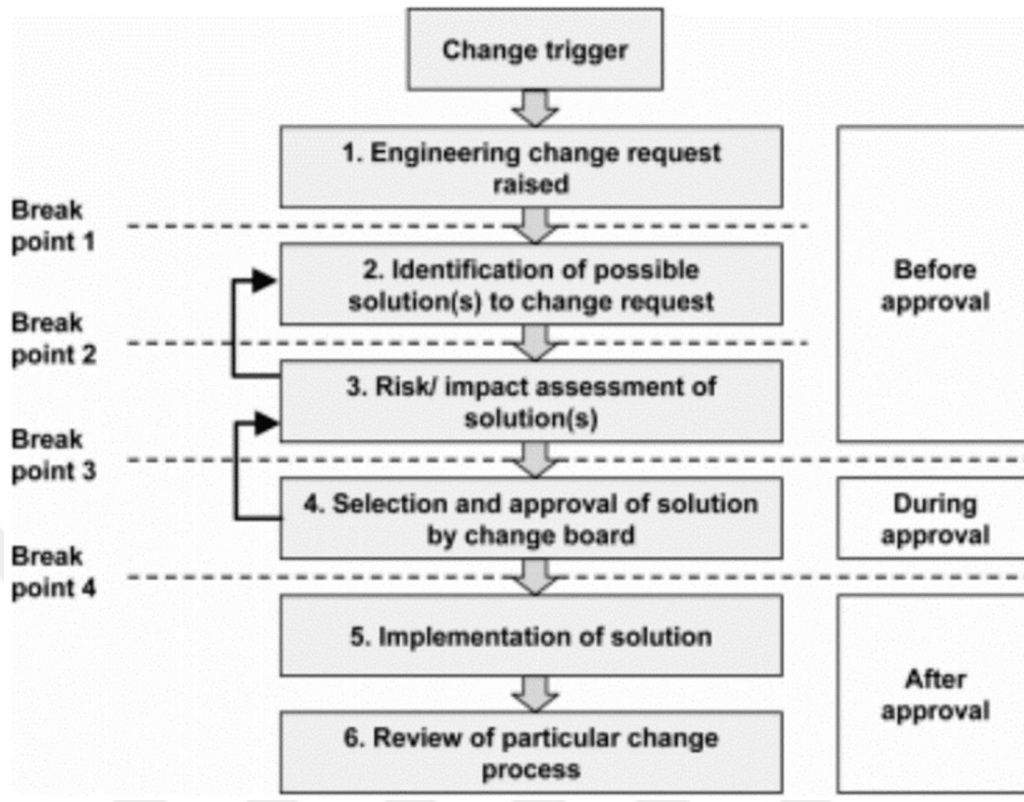 Change trigger
1. Engineering change request
raised
Break
point 1
2. Identification of possible
solution(s) to change request
Before
approval
Break
point 2
3. Risk/ impact assessment of
solution(s)
Break
point 3
4. Selection and approval of solution
by change board
During
approval
Break
point 4
5. Implementation of solution
After
approval
6. Review of particular change
process